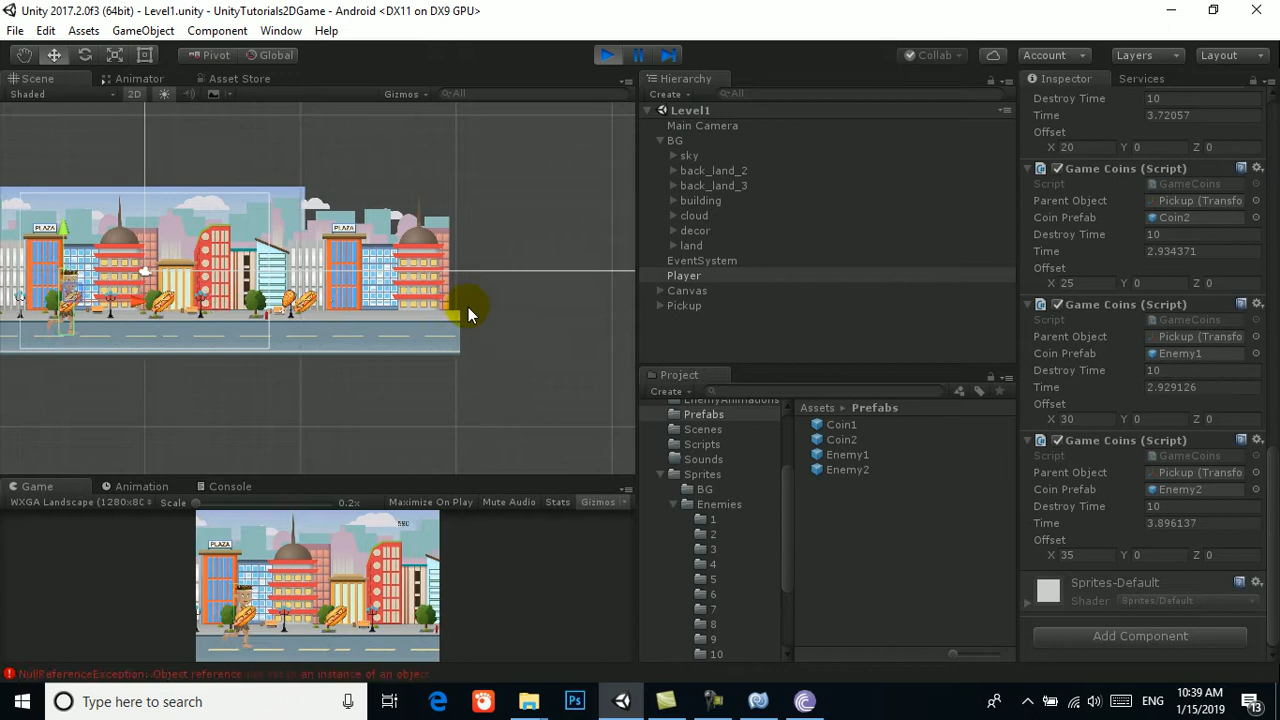 Unity 2017.2.0f3 (64bit) - Level1.unity - UnityTutorials2DGame - Android <DX11 on DX9 GPU>
File Edit Assets GameObject Component Window Help
Pivot Global Collab Account Layers Layout
Scene Animator Asset Store
Shaded 2D Gizmos All
PLAZA PLAZA
Game Animation Console
WXGA Landscape (1280x80 Scale 0.2x Maximize On Play Mute Audio Stats Gizmos
PLAZA
Hierarchy
Create All
Level1
Main Camera
BG
sky
back_land_2
back_land_3
building
cloud
decor
land
EventSystem
Player
Canvas
Pickup
Project
Create
EnemyAnimations
Prefabs
Scenes
Scripts
Sounds
Sprites
BG
Enemies
1
2
3
4
5
6
7
8
9
10
Assets Prefabs
Coin1
Coin2
Enemy1
Enemy2
Inspector Services
Destroy Time 10
Time 3.72057
Offset
X 20 Y 0 Z 0
Game Coins (Script)
Script GameCoins
Parent Object Pickup (Transfo
Coin Prefab Coin2
Destroy Time 10
Time 2.934371
Offset
X 25 Y 0 Z 0
Game Coins (Script)
Script GameCoins
Parent Object Pickup (Transfo
Coin Prefab Enemy1
Destroy Time 10
Time 2.929126
Offset
X 30 Y 0 Z 0
Game Coins (Script)
Script GameCoins
Parent Object Pickup (Transfo
Coin Prefab Enemy2
Destroy Time 10
Time 3.896137
Offset
X 35 Y 0 Z 0
Sprites-Default
Shader Sprites/Default
Add Component
NullReferenceException: Object reference not set to an instance of an object
Type here to search
Ps
ENG
10:39 AM
1/15/2019
13